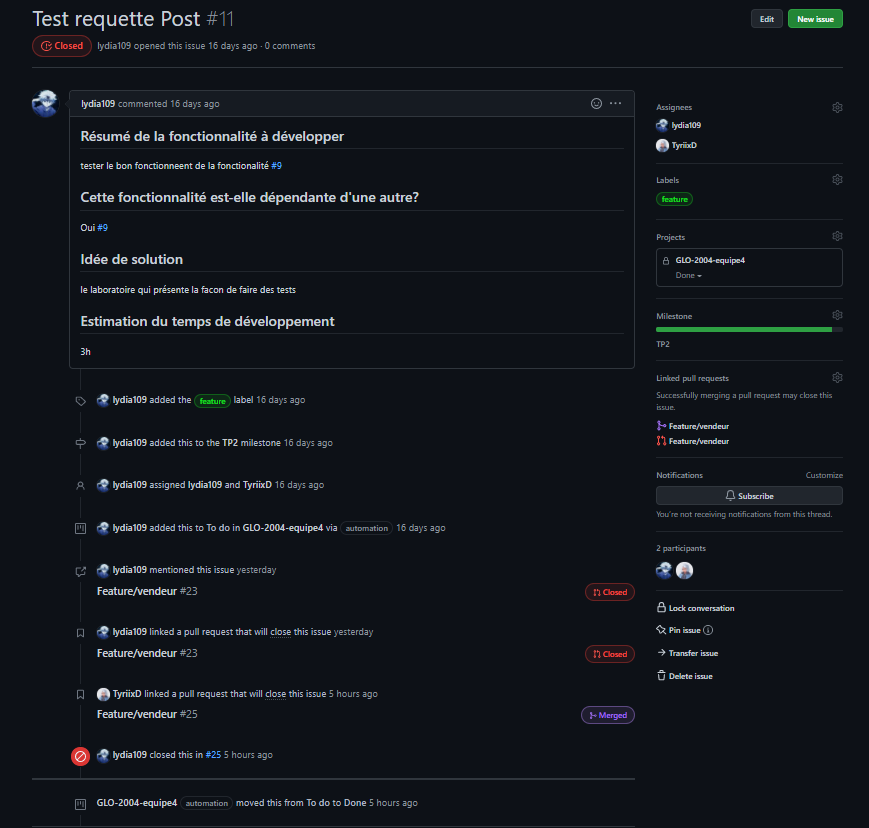 Test requette Post #11
Edit
New issue
Closed
lydia109 opened this issue 16 days ago · 0 comments
lydia109 commented 16 days ago
Résumé de la fonctionnalité à développer
tester le bon fonctionneent de la fonctionalité #9
Cette fonctionnalité est-elle dépendante d'une autre?
Oui #9
Idée de solution
le laboratoire qui présente la facon de faire des tests
Estimation du temps de développement
3h
lydia109 added the feature label 16 days ago
lydia109 added this to the TP2 milestone 16 days ago
lydia109 assigned lydia109 and TyriixD 16 days ago
lydia109 added this to To do in GLO-2004-equipe4 via automation 16 days ago
lydia109 mentioned this issue yesterday
Feature/vendeur #23
Closed
lydia109 linked a pull request that will close this issue yesterday
Feature/vendeur #23
Closed
TyriixD linked a pull request that will close this issue 5 hours ago
Feature/vendeur #25
Merged
lydia109 closed this in #25 5 hours ago
GLO-2004-equipe4 automation moved this from To do to Done 5 hours ago
Assignees
lydia109
TyriixD
Labels
feature
Projects
GLO-2004-equipe4
Done
Milestone
TP2
Linked pull requests
Successfully merging a pull request may close this
issue.
Feature/vendeur
Feature/vendeur
Notifications
Customize
Subscribe
You're not receiving notifications from this thread.
2 participants
Lock conversation
Pin issue
Transfer issue
Delete issue